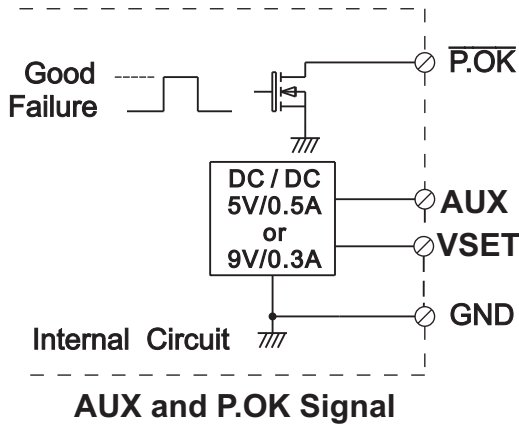 P.OK
Good
Failure
DC / DC
5V/0.5A
or
9V/0.3A
AUX
VSET
GND
Internal Circuit
AUX and P.OK Signal